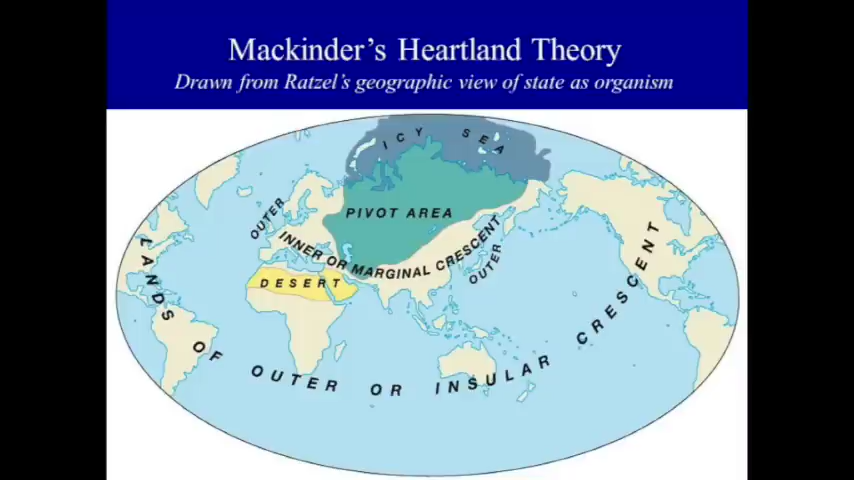 Mackinder's Heartland Theory
Drawn from Ratzel's geographic view of state as organism
ICY SEA
PIVOT AREA
OUTER
INNER OR MARGINAL CRESCENT
OUTER
DESERT
LANDS OF OUTER OR INSULAR CRESCENT